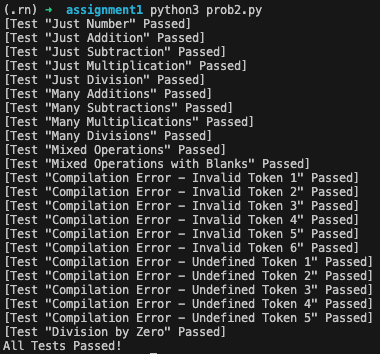 (.rn) → assignment1 python3 prob2.py
[Test "Just Number" Passed]
[Test "Just Addition" Passed]
[Test "Just Subtraction" Passed]
[Test "Just Multiplication" Passed]
[Test "Just Division" Passed]
[Test "Many Additions" Passed]
[Test "Many Subtractions" Passed]
[Test "Many Multiplications" Passed]
[Test "Many Divisions" Passed]
[Test "Mixed Operations" Passed]
[Test "Mixed Operations with Blanks" Passed]
[Test "Compilation Error – Invalid Token 1" Passed]
[Test "Compilation Error – Invalid Token 2" Passed]
[Test "Compilation Error – Invalid Token 3" Passed]
[Test "Compilation Error – Invalid Token 4" Passed]
[Test "Compilation Error – Invalid Token 5" Passed]
[Test "Compilation Error – Invalid Token 6" Passed]
[Test "Compilation Error – Undefined Token 1" Passed]
[Test "Compilation Error – Undefined Token 2" Passed]
[Test "Compilation Error – Undefined Token 3" Passed]
[Test "Compilation Error – Undefined Token 4" Passed]
[Test "Compilation Error – Undefined Token 5" Passed]
[Test "Division by Zero" Passed]
All Tests Passed!